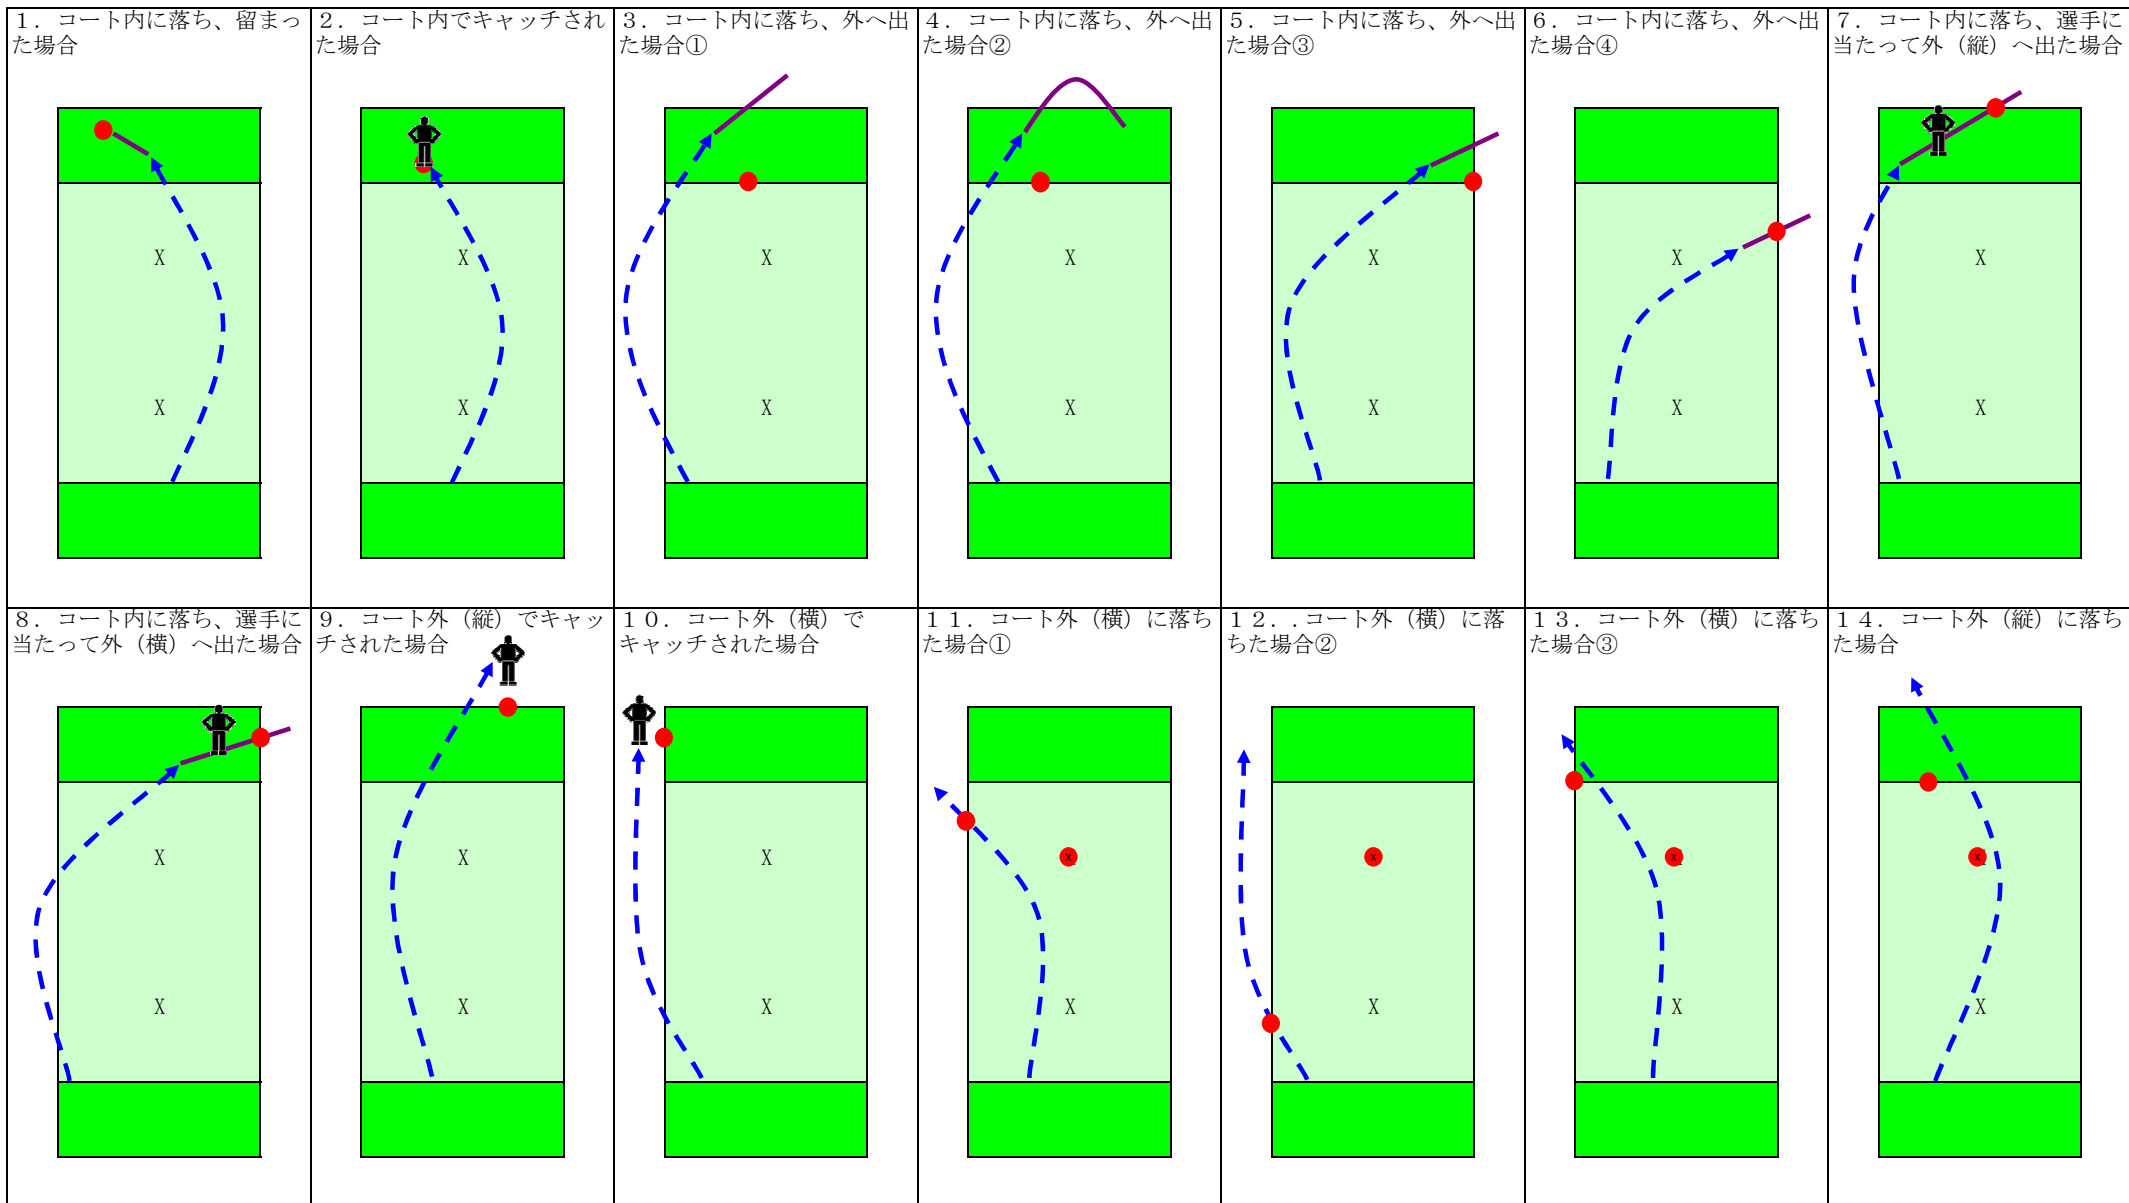 １．コート内に落ち、留まっ
た場合
２．コート内でキャッチされ
た場合
３．コート内に落ち、外へ出
た場合①
４．コート内に落ち、外へ出
た場合②
５．コート内に落ち、外へ出
た場合③
６．コート内に落ち、外へ出
た場合④
７．コート内に落ち、選手に
当たって外（縦）へ出た場合
X
X
X
X
X
X
X
X
X
X
X
X
X
X
８．コート内に落ち、選手に
当たって外（横）へ出た場合
９．コート外（縦）でキャッ
チされた場合
１０．コート外（横）で
キャッチされた場合
１１．コート外（横）に落ち
た場合①
１２．．コート外（横）に落
ちた場合②
１３．コート外（横）に落ち
た場合③
１４．コート外（縦）に落ち
た場合
X
X
X
x
x
x
x
X
X
X
X
X
X
X